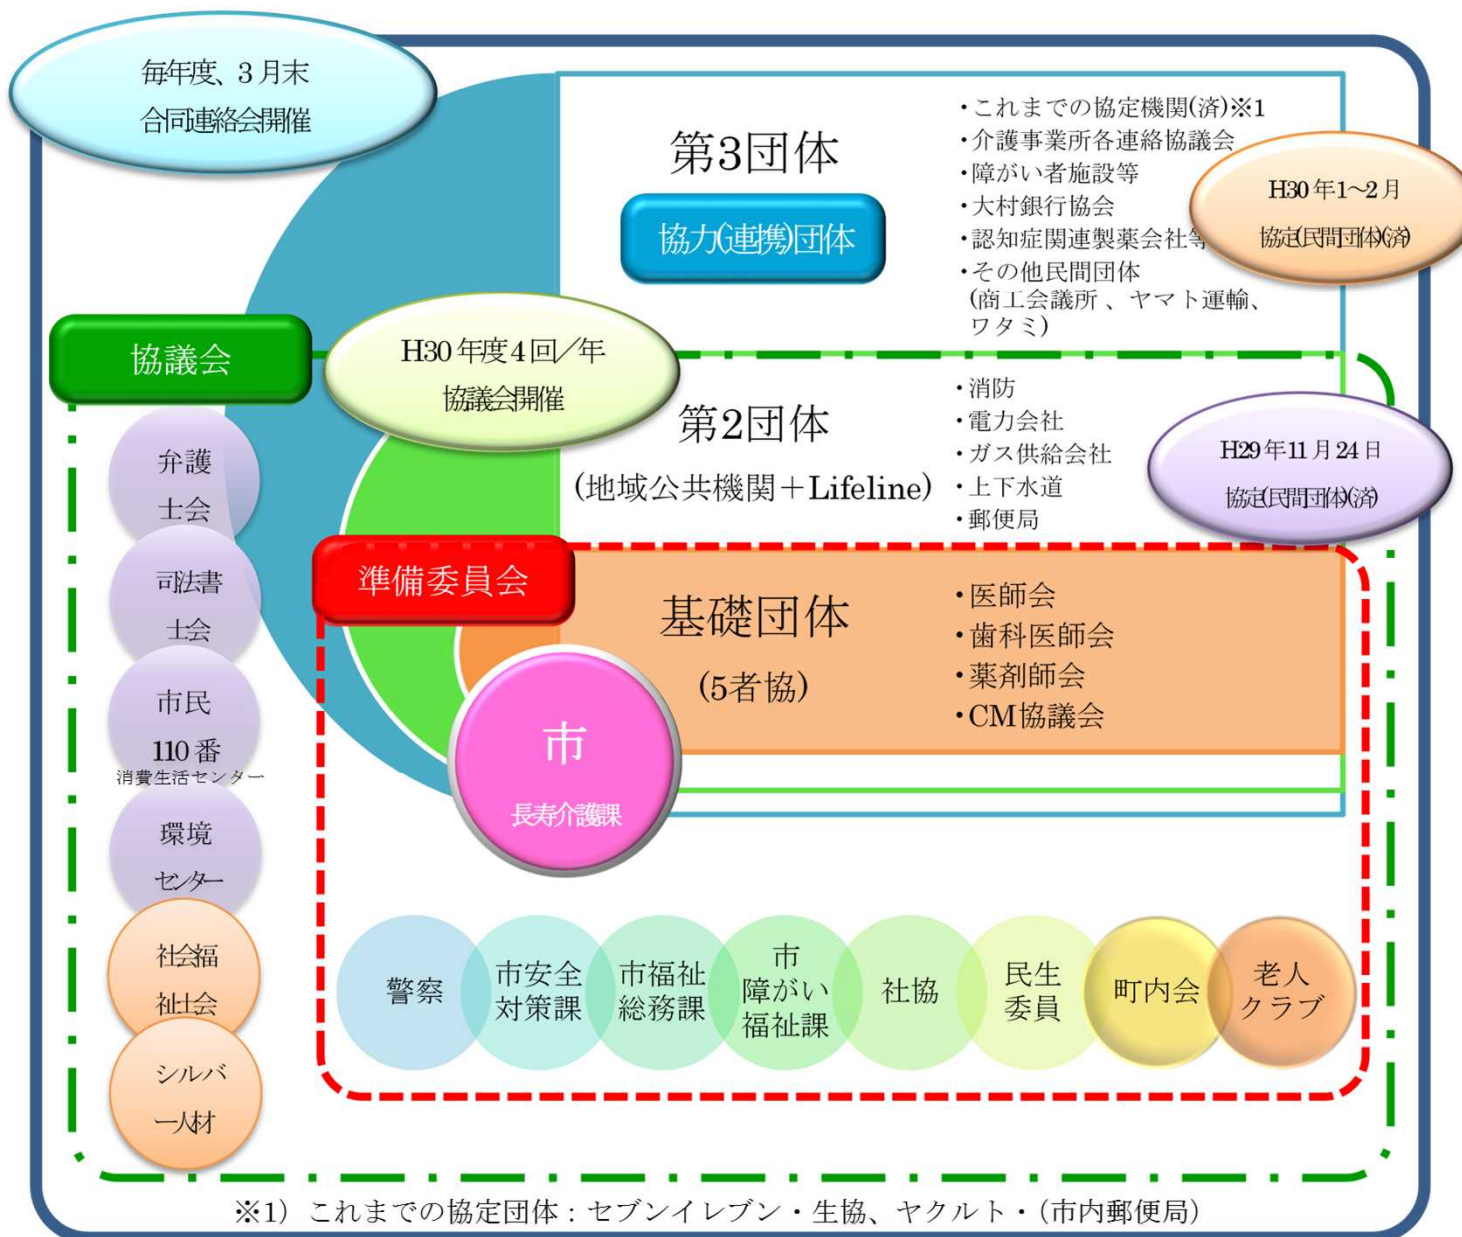 毎年度、3月末
合同連絡会開催
第3団体
協力(連携)団体
・これまでの協定機関(済)※1
・介護事業所各連絡協議会
・障がい者施設等
・大村銀行協会
・認知症関連製薬会社等
・その他民間団体
(商工会議所、ヤマト運輸、
ワタミ)
H30年1~2月
協定(民間団体)(済)
協議会
H30年度4回/年
協議会開催
第2団体
(地域公共機関+Lifeline)
・消防
・電力会社
・ガス供給会社
・上下水道
・郵便局
H29年11月24日
協定(民間団体)(済)
準備委員会
基礎団体
(5者協)
・医師会
・歯科医師会
・薬剤師会
・CM協議会
市
長寿介護課
弁護
士会
司法書
士会
市民
110番
消費生活センター
環境
センター
社会福
祉士会
シルバ
ー人材
警察
市安全
対策課
市福祉
総務課
市
障がい
福祉課
社協
民生
委員
町内会
老人
クラブ
※1) これまでの協定団体:セブンイレブン・生協、ヤクルト・(市内郵便局)